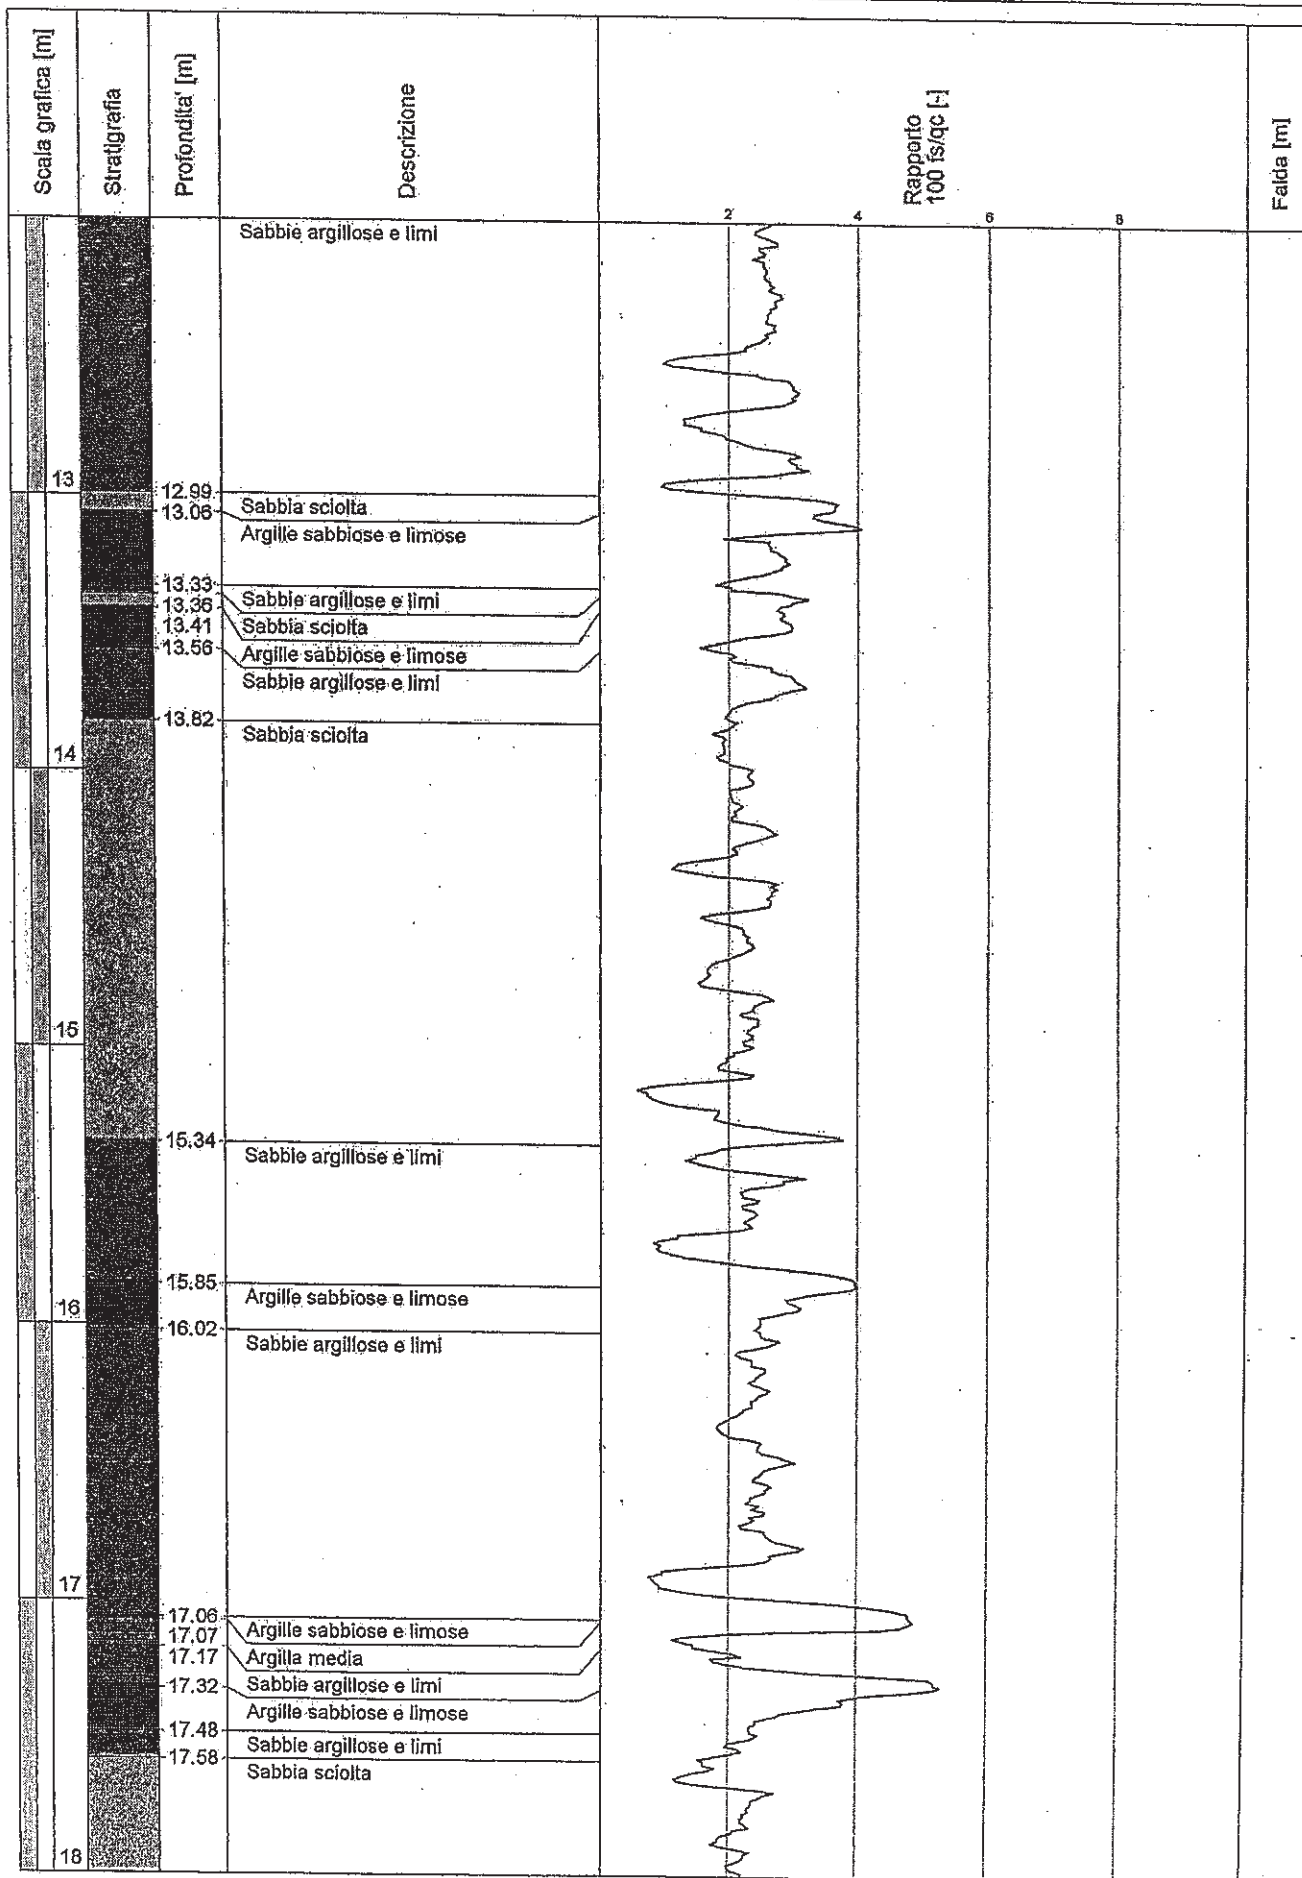 Scala grafica [m]
Stratigrafia
Profondita' [m]
Descrizione
Rapporto
100 fs/qc [-]
Falda [m]
2 4 6 8
Sabbie argillose e limi
13
12.99
Sabbia sciolta
13.06
Argille sabbiose e limose
13.33
Sabbie argillose e limi
13.36
Sabbia sciolta
13.41
Argille sabbiose e limose
13.56
Sabbie argillose e limi
13.82
Sabbia sciolta
14
15
15.34
Sabbie argillose e limi
15.85
Argille sabbiose e limose
16
16.02
Sabbie argillose e limi
17
17.06
Argille sabbiose e limose
17.07
Argilla media
17.17
Sabbie argillose e limi
17.32
Argille sabbiose e limose
17.48
Sabbie argillose e limi
17.58
Sabbia sciolta
18